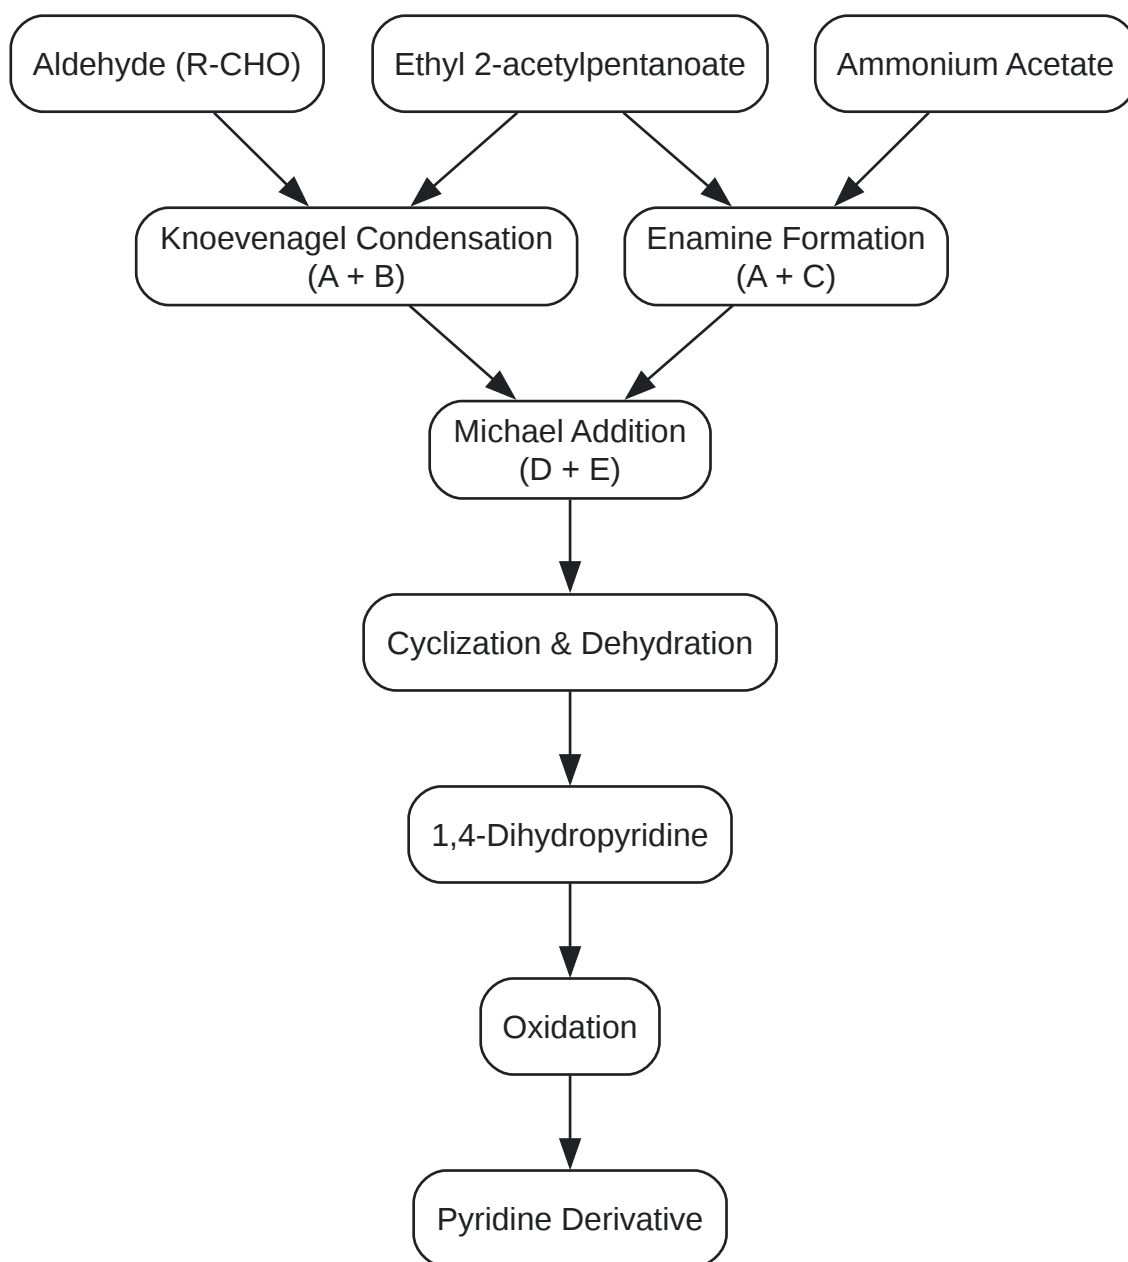 Aldehyde (R-CHO)
Ethyl 2-acetylpentanoate
Ammonium Acetate
Knoevenagel Condensation
(A + B)
Enamine Formation
(A + C)
Michael Addition
(D + E)
Cyclization & Dehydration
1,4-Dihydropyridine
Oxidation
Pyridine Derivative